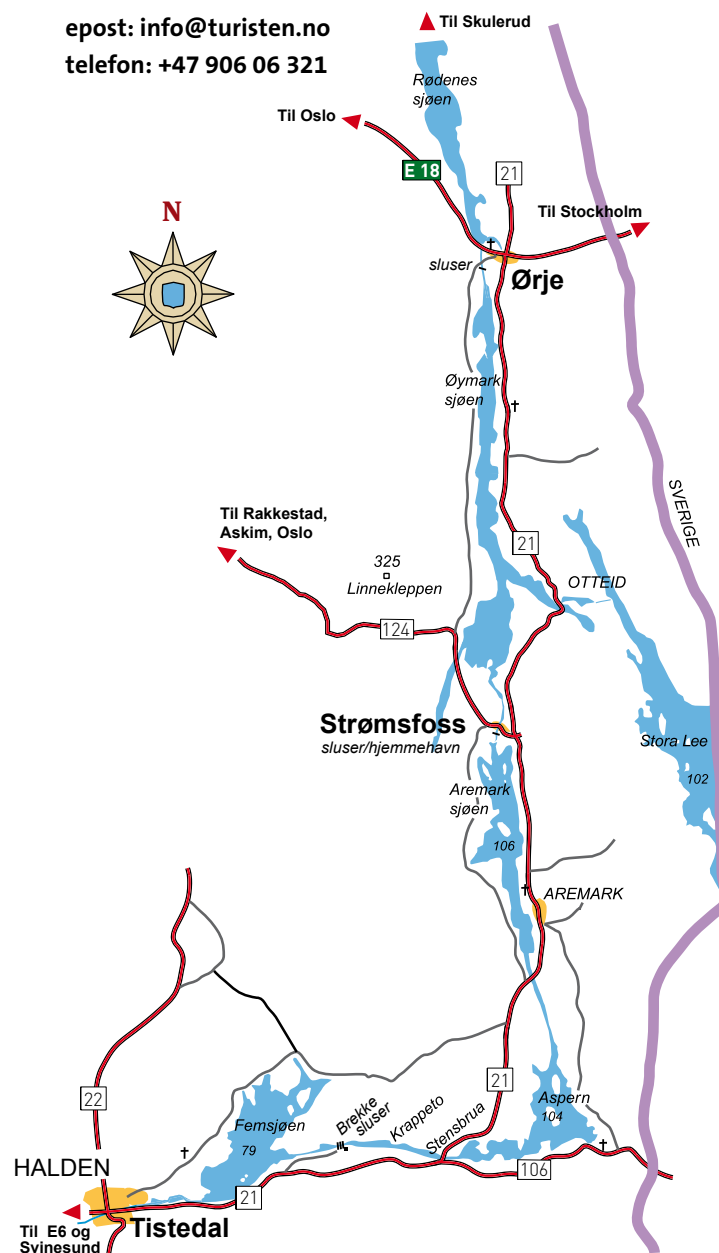 epost: info@turisten.no
telefon: +47 906 06 321
Til Skulerud
Rødenes
sjøen
Til Oslo
E 18
21
Til Stockholm
N
sluser
Ørje
Øymark
sjøen
SVERIGE
Til Rakkestad,
Askim, Oslo
325
Linnekleppen
21
OTTEID
124
Strømsfoss
sluser/hjemmehavn
Stora Lee
102
Aremark
sjøen
106
AREMARK
22
21
Aspern
104
Femsjøen
79
Brekke
sluser
Krappeto
Stensbrua
106
HALDEN
21
Tistedal
Til E6 og
Svinesund